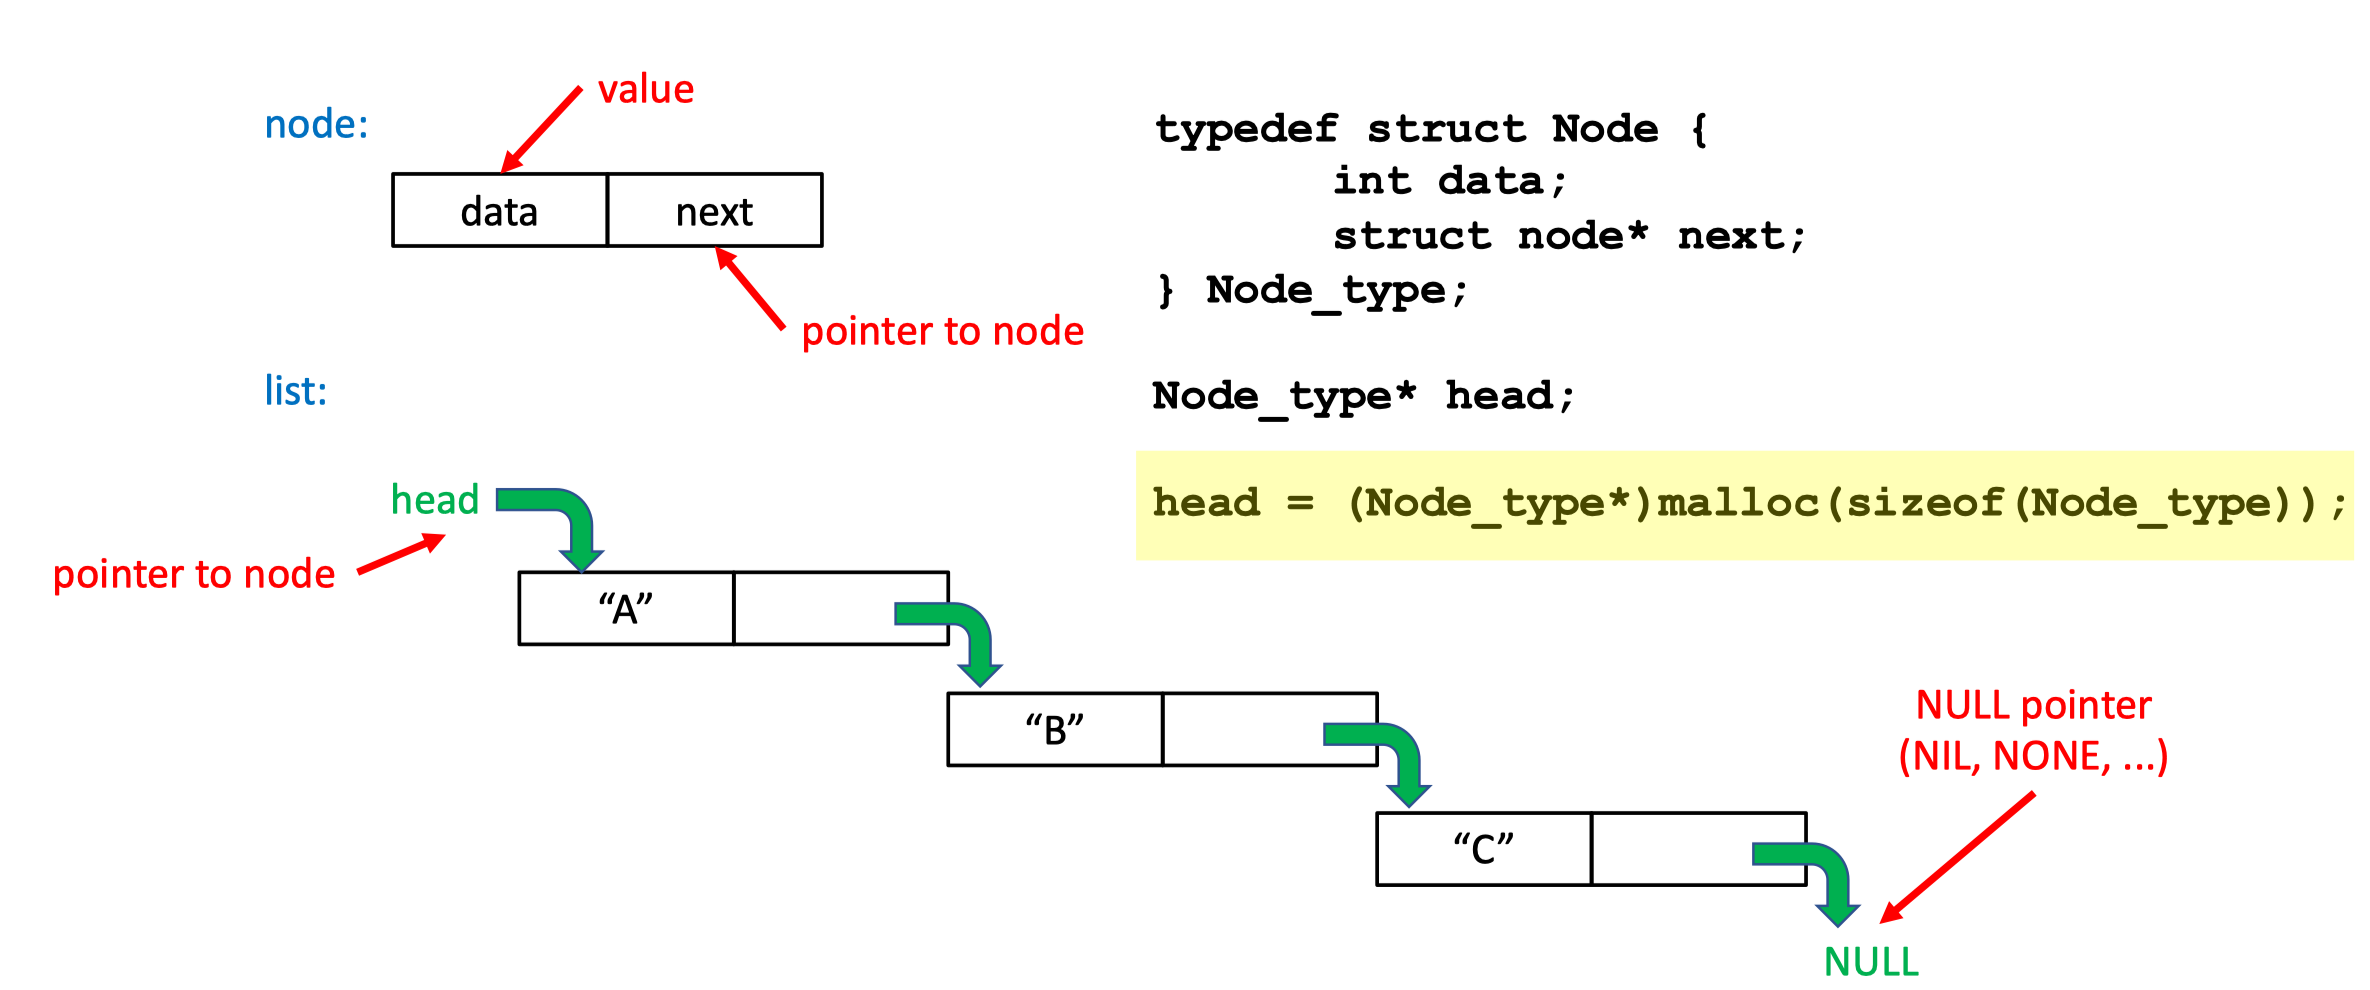 value
node:
data next
pointer to node
typedef struct Node {
int data;
struct node* next;
} Node_type;
list:
Node_type* head;
head = (Node_type*)malloc(sizeof(Node_type));
head
pointer to node
“A”
“B”
“C”
NULL pointer
(NIL, NONE, ...)
NULL